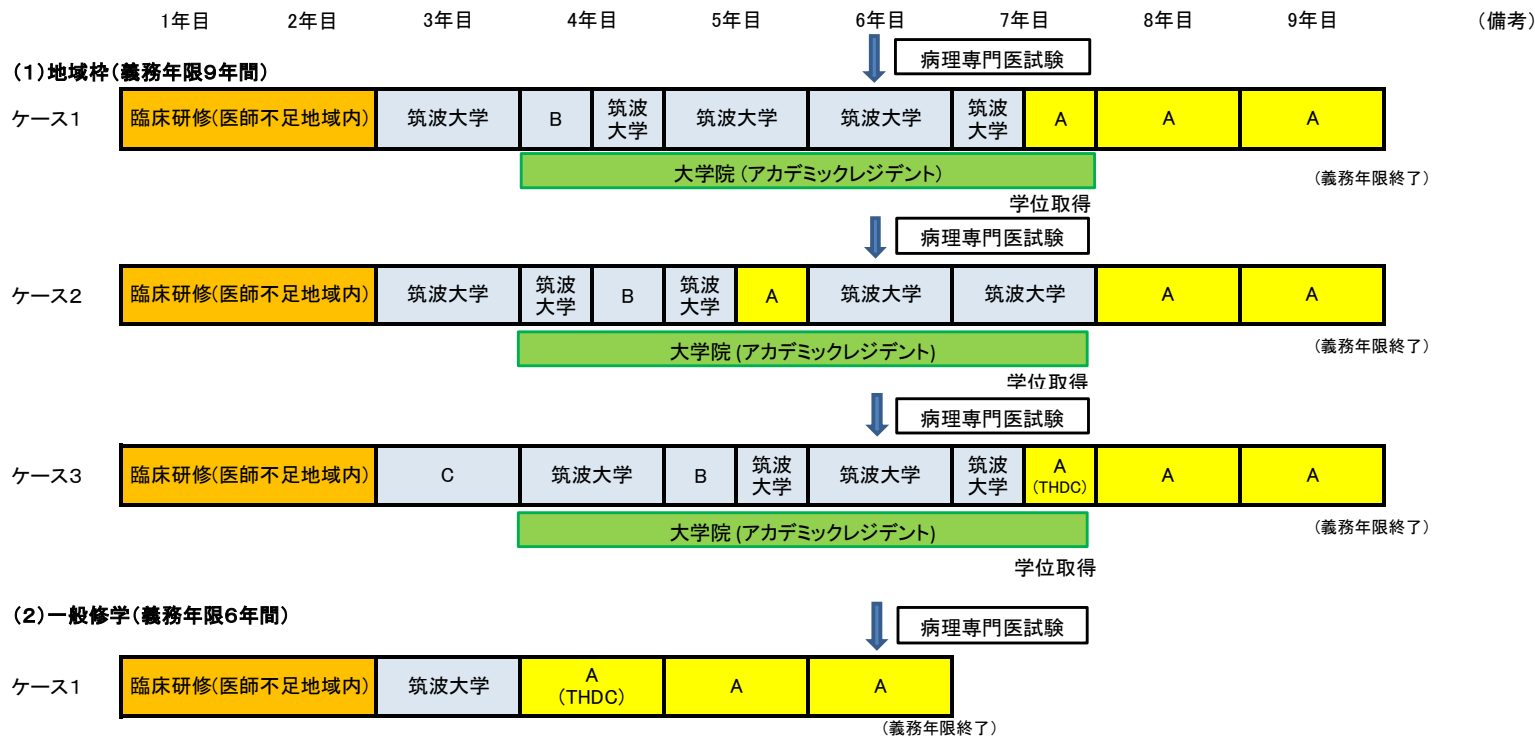 1年目 2年目 3年目 4年目 5年目 6年目 7年目 8年目 9年目 (備考)
病理専門医試験
(1)地域枠(義務年限9年間)
ケース1 臨床研修(医師不足地域内) 筑波大学 B 筑波大学 筑波大学 筑波大学 筑波大学 A A A
大学院 (アカデミックレジデント)
(義務年限終了)
学位取得
病理専門医試験
ケース2 臨床研修(医師不足地域内) 筑波大学 筑波大学 B 筑波大学 A 筑波大学 筑波大学 A A
大学院 (アカデミックレジデント)
(義務年限終了)
学位取得
病理専門医試験
ケース3 臨床研修(医師不足地域内) C 筑波大学 B 筑波大学 筑波大学 筑波大学 A (THDC) A A
大学院 (アカデミックレジデント)
(義務年限終了)
学位取得
(2)一般修学(義務年限6年間)
病理専門医試験
ケース1 臨床研修(医師不足地域内) 筑波大学 A (THDC) A A
(義務年限終了)